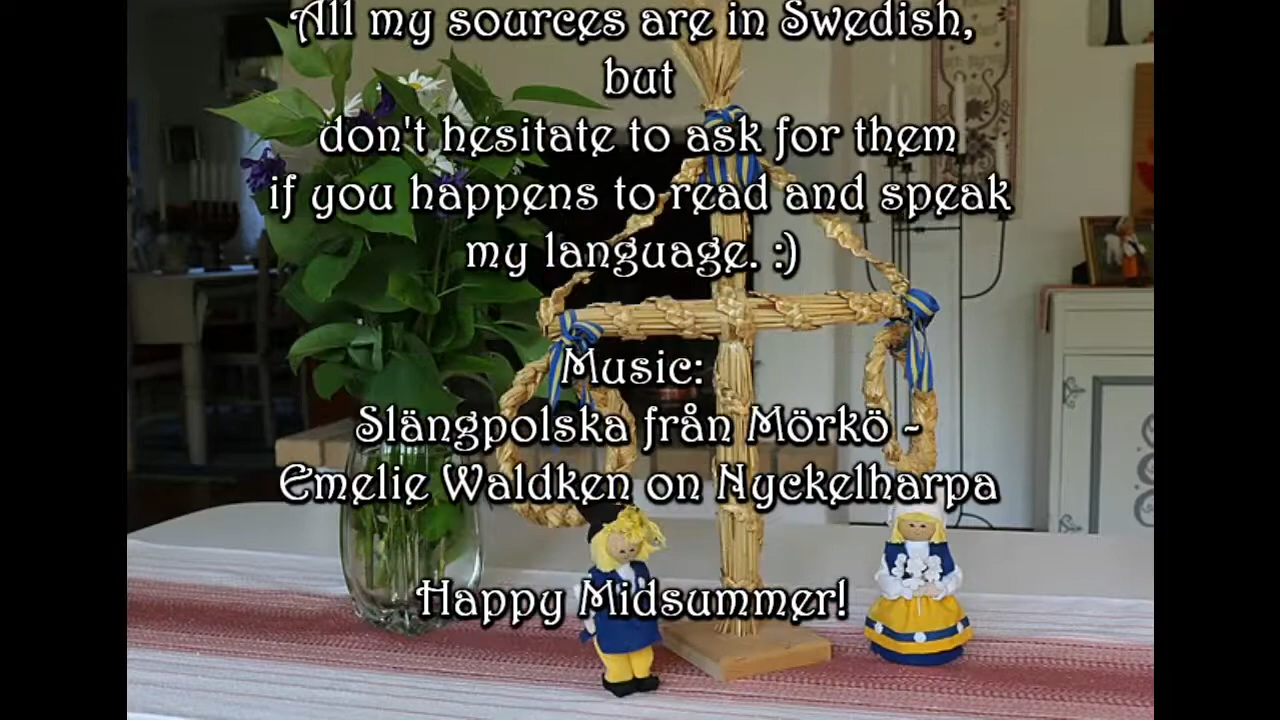 All my sources are in Swedish,
but
don't hesitate to ask for them
if you happens to read and speak
my language. :)
Music:
Slängpolska från Mörkö -
Emelie Waldken on Nyckelharpa
Happy Midsummer!